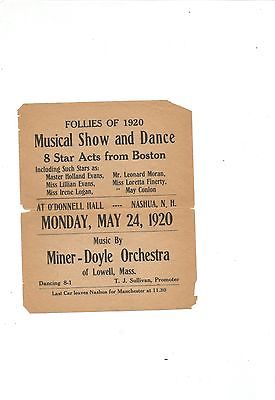 FOLLIES OF 1920
Musical Show and Dance
8 Star Acts from Boston
Including Such Stars as:
Master Holland Evans, Mr. Leonard Moran,
Miss Lillian Evans, Miss Loretta Finerty,
Miss Irene Logan, " May Conlon
AT O'DONNELL HALL ---- NASHUA, N. H.
MONDAY, MAY 24, 1920
Music By
Miner-Doyle Orchestra
of Lowell, Mass.
Dancing 8-1 T. J. Sullivan, Promoter
Last Car leaves Nashua for Manchester at 11.30